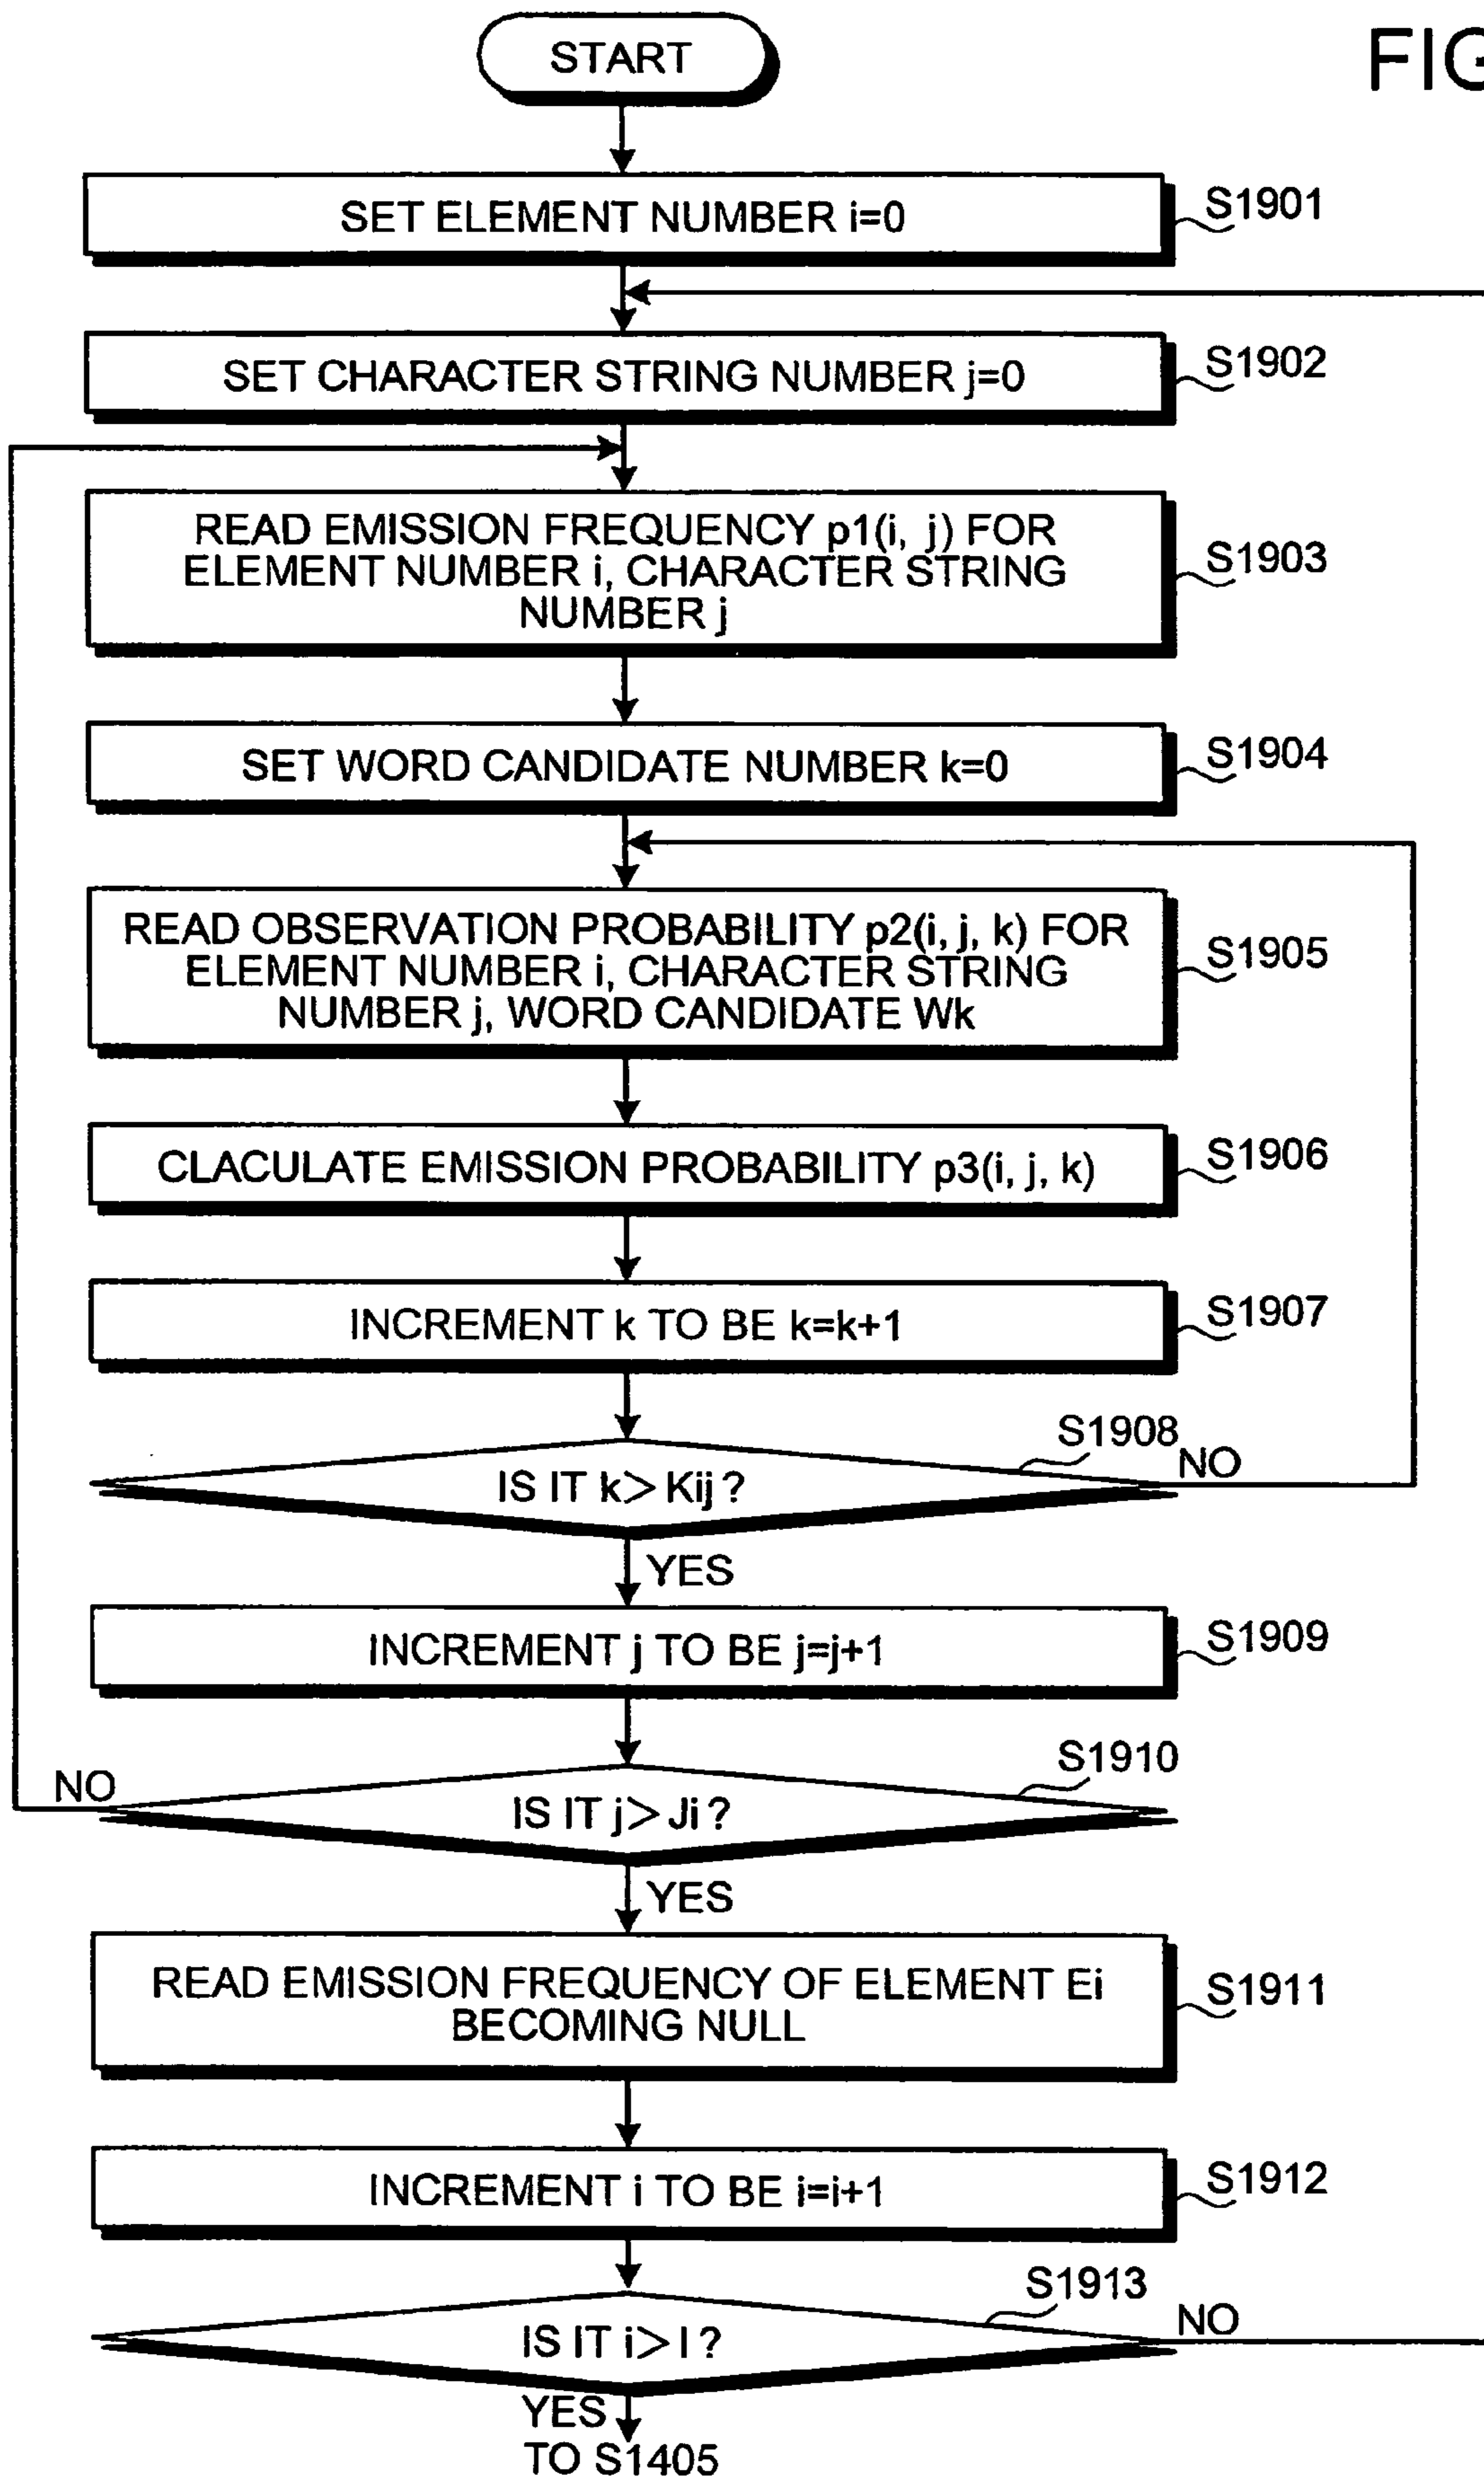 FIG
START
SET ELEMENT NUMBER i=0
S1901
SET CHARACTER STRING NUMBER j=0
S1902
READ EMISSION FREQUENCY p1(i, j) FOR
ELEMENT NUMBER i, CHARACTER STRING
NUMBER j
S1903
SET WORD CANDIDATE NUMBER k=0
S1904
READ OBSERVATION PROBABILITY p2(i, j, k) FOR
ELEMENT NUMBER i, CHARACTER STRING
NUMBER j, WORD CANDIDATE Wk
S1905
CLACULATE EMISSION PROBABILITY p3(i, j, k)
S1906
INCREMENT k TO BE k=k+1
S1907
S1908
IS IT k>Kij?
NO
YES
INCREMENT j TO BE j=j+1
S1909
S1910
NO
IS IT j>Ji?
YES
READ EMISSION FREQUENCY OF ELEMENT Ei
BECOMING NULL
S1911
INCREMENT i TO BE i=i+1
S1912
S1913
IS IT i>I?
NO
YES
TO S1405